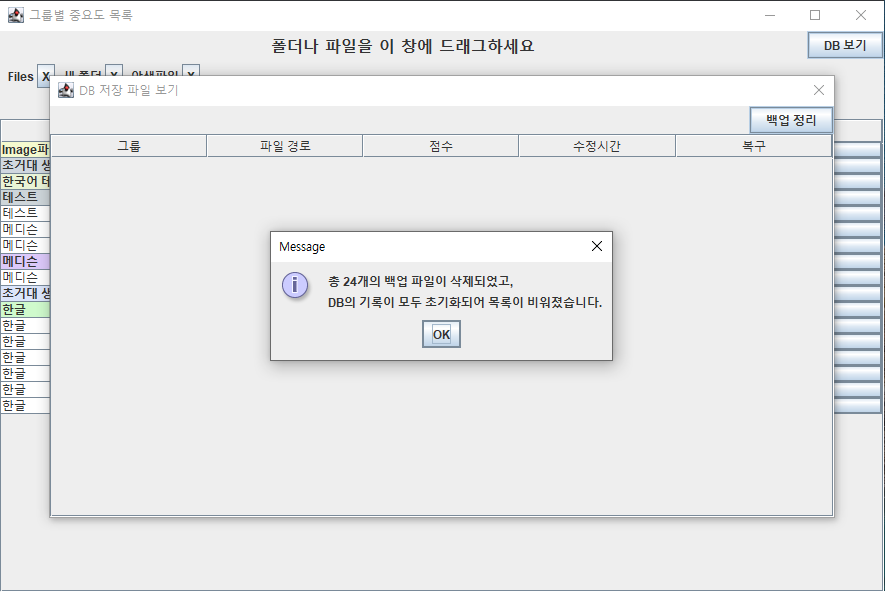 그룹별 중요도 목록
폴더나 파일을 이 창에 드래그하세요
DB 보기
Files X
DB 저장 파일 보기
백업 정리
그룹 파일 경로 점수 수정시간 복구
Image파
초거대 생
한국어 테
테스트
테스트
메디슨
메디슨
메디슨
메디슨
초거대 생
한글
한글
한글
한글
한글
한글
한글
Message
총 24개의 백업 파일이 삭제되었고,
DB의 기록이 모두 초기화되어 목록이 비워졌습니다.
OK